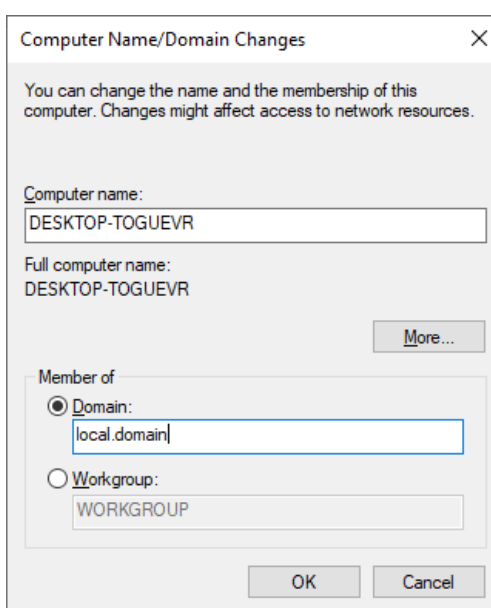 Computer Name/Domain Changes
You can change the name and the membership of this
computer. Changes might affect access to network resources.
Computer name:
DESKTOP-TOGUEVR
Full computer name:
DESKTOP-TOGUEVR
More...
Member of
Domain:
local.domain
Workgroup:
WORKGROUP
OK
Cancel